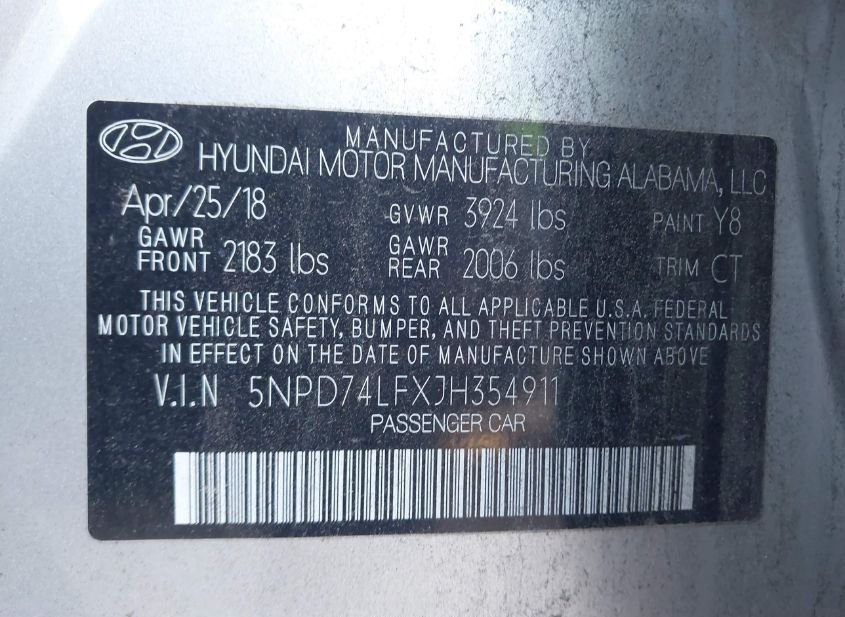 MANUFACTURED BY
HYUNDAI MOTOR MANUFACTURING ALABAMA, LLC
Apr/25/18 GVWR 3924 lbs PAINT Y8
GAWR FRONT 2183 lbs GAWR REAR 2006 lbs TRIM CT
THIS VEHICLE CONFORMS TO ALL APPLICABLE U.S.A. FEDERAL
MOTOR VEHICLE SAFETY, BUMPER, AND THEFT PREVENTION STANDARDS
IN EFFECT ON THE DATE OF MANUFACTURE SHOWN ABOVE
V.I.N 5NPD74LFXJH354911
PASSENGER CAR